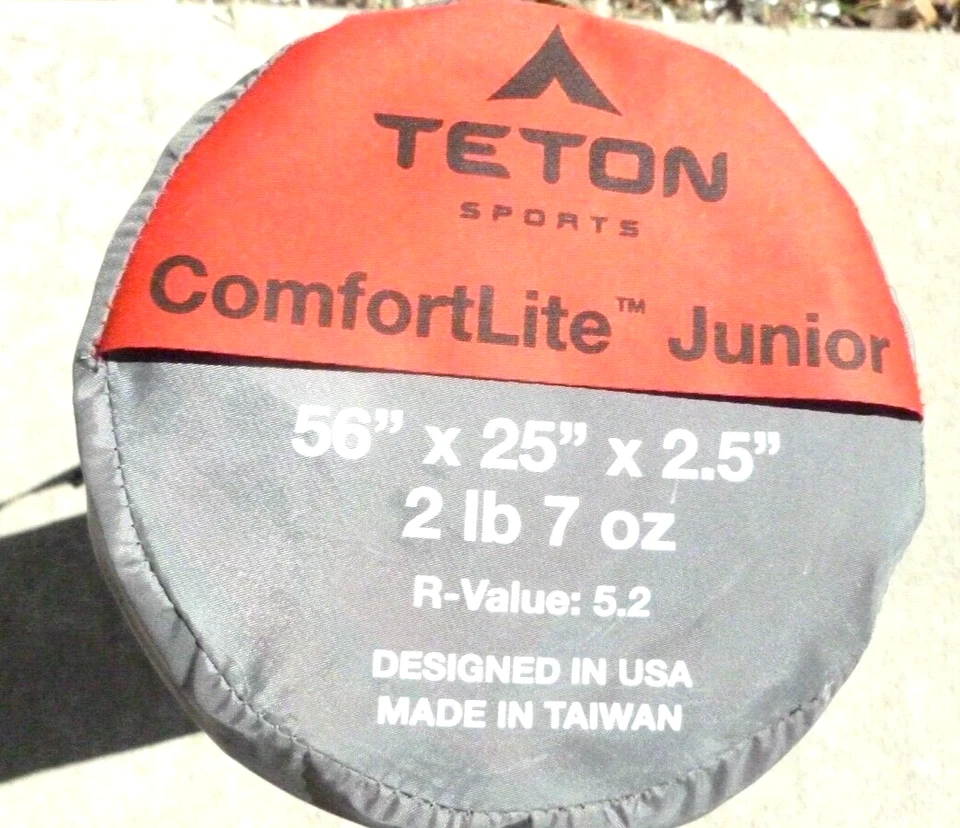 TETON
SPORTS
ComfortLite™ Junior
56” x 25” x 2.5”
2 lb 7 oz
R-Value: 5.2
DESIGNED IN USA
MADE IN TAIWAN